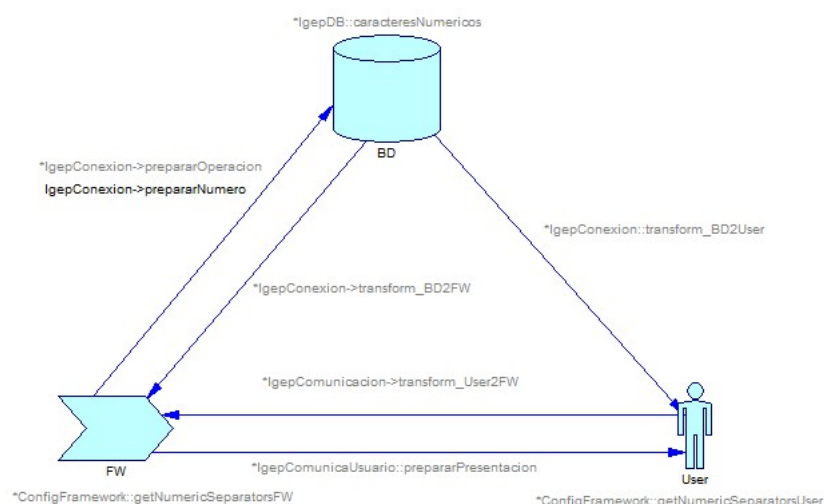 *IgepDB::caracteresNumericos
BD
*IgepConexion->prepararOperacion
IgepConexion->prepararNumero
*IgepConexion::transform_BD2User
*IgepConexion->transform_BD2FW
*IgepComunicacion->transform_User2FW
*IgepComunicaUsuario::prepararPresentacion
FW
User
*ConfigFramework::getNumericSeparatorsFW
*ConfigFramework::getNumericSeparatorsUser